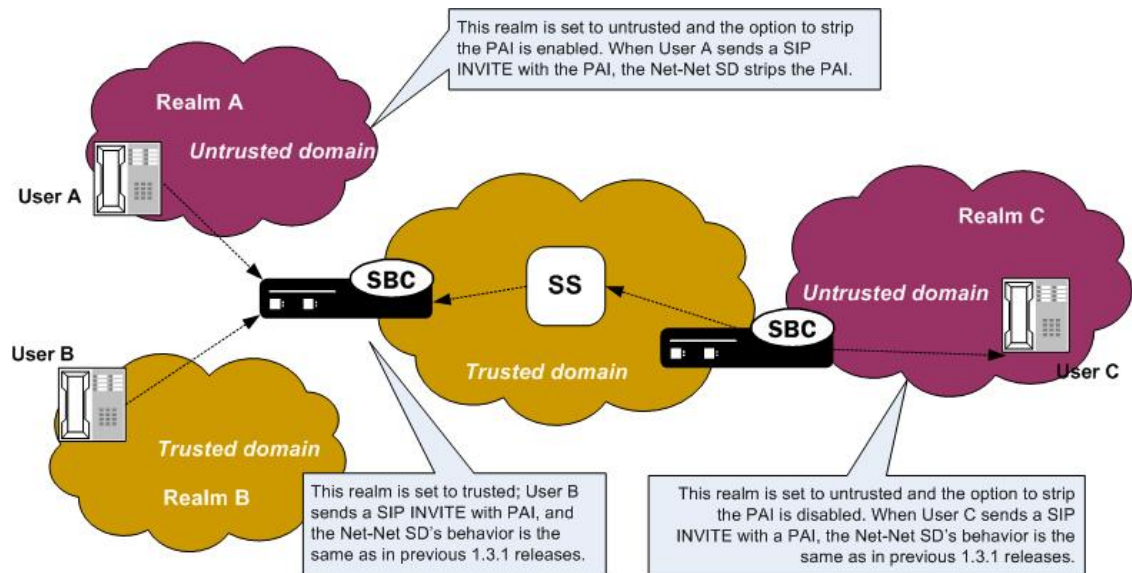 This realm is set to untrusted and the option to strip
the PAI is enabled. When User A sends a SIP
INVITE with the PAI, the Net-Net SD strips the PAI.
Realm A
Untrusted domain
User A
Realm C
Untrusted domain
User C
SBC
SS
SBC
Trusted domain
User B
Trusted domain
Realm B
This realm is set to trusted; User B
sends a SIP INVITE with PAI, and
the Net-Net SD's behavior is the
same as in previous 1.3.1 releases.
This realm is set to untrusted and the option to strip
the PAI is disabled. When User C sends a SIP
INVITE with a PAI, the Net-Net SD's behavior is the
same as in previous 1.3.1 releases.